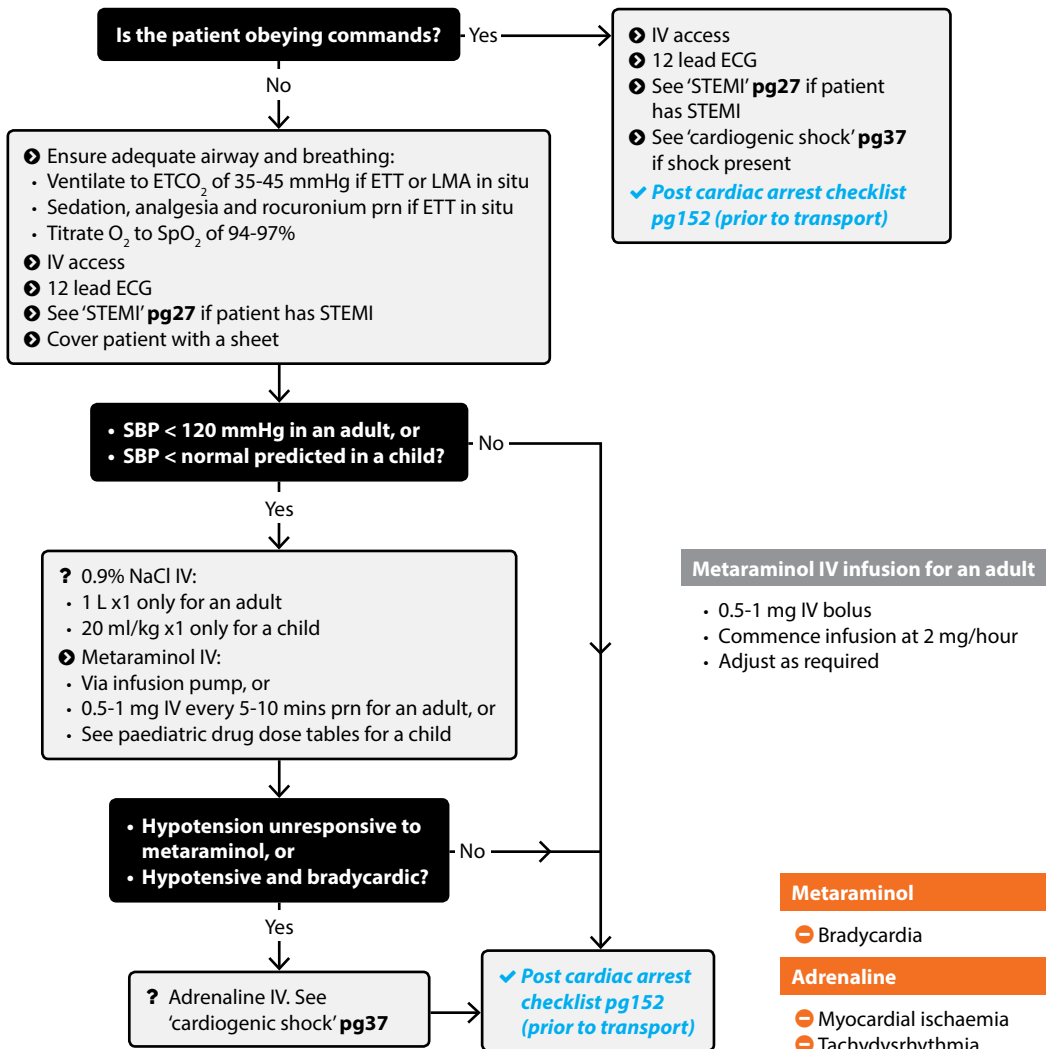 Is the patient obeying commands?
Yes
IV access
12 lead ECG
See ‘STEMI’ pg27 if patient
has STEMI
See ‘cardiogenic shock’ pg37
if shock present
✓ Post cardiac arrest checklist
pg152 (prior to transport)
No
Ensure adequate airway and breathing:
• Ventilate to ETCO₂ of 35-45 mmHg if ETT or LMA in situ
• Sedation, analgesia and rocuronium prn if ETT in situ
• Titrate O₂ to SpO₂ of 94-97%
IV access
12 lead ECG
See ‘STEMI’ pg27 if patient has STEMI
Cover patient with a sheet
• SBP < 120 mmHg in an adult, or
• SBP < normal predicted in a child?
No
Yes
? 0.9% NaCl IV:
• 1 L x1 only for an adult
• 20 ml/kg x1 only for a child
Metaraminol IV:
• Via infusion pump, or
• 0.5-1 mg IV every 5-10 mins prn for an adult, or
• See paediatric drug dose tables for a child
Metaraminol IV infusion for an adult
• 0.5-1 mg IV bolus
• Commence infusion at 2 mg/hour
• Adjust as required
• Hypotension unresponsive to
metaraminol, or
• Hypotensive and bradycardic?
No
Yes
? Adrenaline IV. See
‘cardiogenic shock’ pg37
✓ Post cardiac arrest
checklist pg152
(prior to transport)
Metaraminol
Bradycardia
Adrenaline
Myocardial ischaemia
Tachydysrhythmia